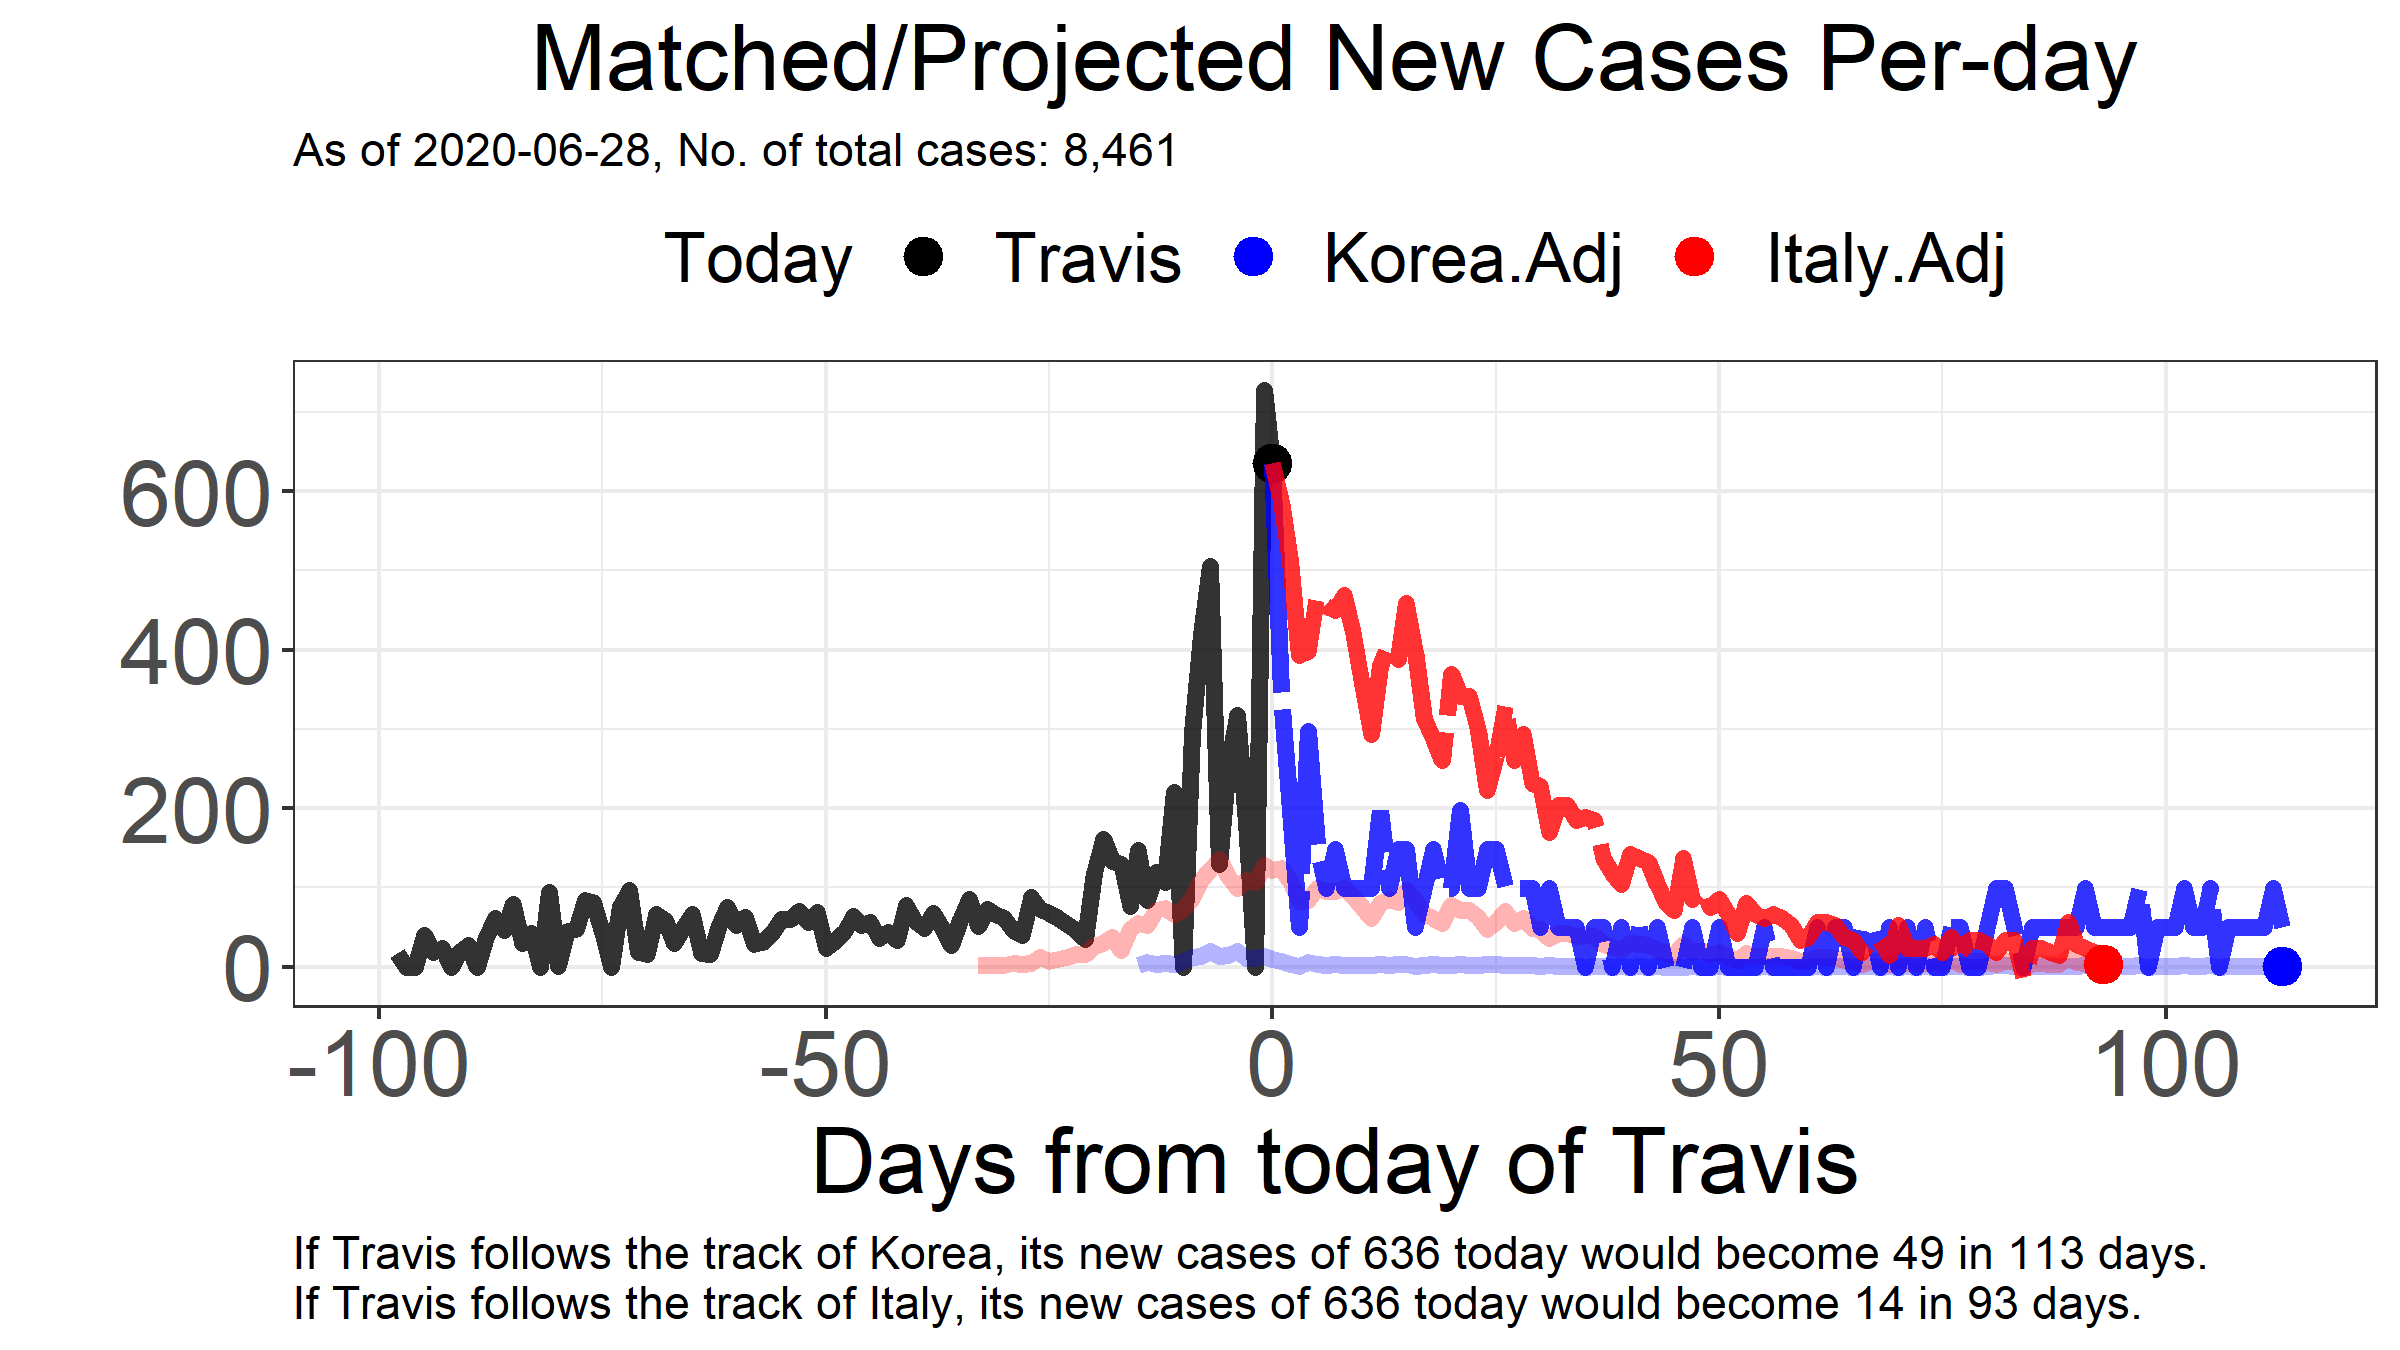 Matched/Projected New Cases Per-day
As of 2020-06-28, No. of total cases: 8,461
Today Travis Korea.Adj Italy.Adj
600
400
200
0
-100 -50 0 50 100
Days from today of Travis
If Travis follows the track of Korea, its new cases of 636 today would become 49 in 113 days.
If Travis follows the track of Italy, its new cases of 636 today would become 14 in 93 days.